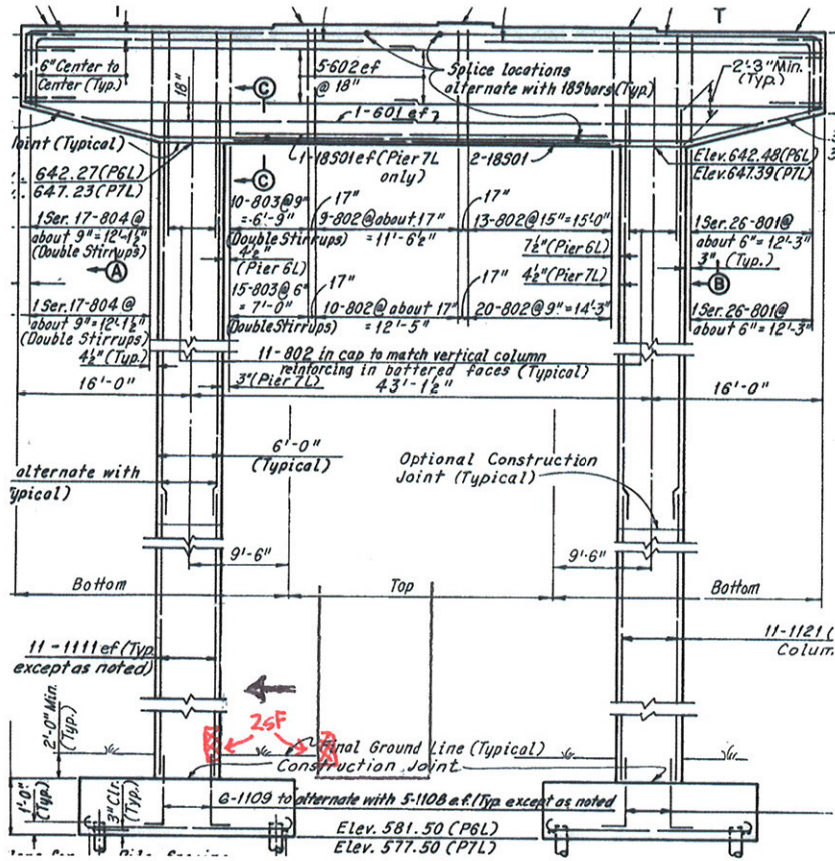 T
6" Center to
Center (Typ.)
18"
C
5-602 ef
@ 18"
Splice locations
alternate with 18S bars (Typ.)
2'-3" Min.
(Typ.)
1-601 ef
Joint (Typical)
1-18S01 ef (Pier 7L
only)
2-18S01
642.27 (P6L)
647.23 (P7L)
C
Elev. 642.48 (P6L)
Elev. 647.39 (P7L)
1 Ser. 17-804 @
about 9" = 12'-1½"
(Double Stirrups)
A
10-803 @ 9"
= 6'-9"
(Double Stirrups)
4½"
(Pier 6L)
17"
9-802 @ about 17"
= 11'-6½"
17"
13-802 @ 15" = 15'-0"
7½" (Pier 6L)
4½" (Pier 7L)
1 Ser. 26-801 @
about 6" = 12'-3"
3" (Typ.)
B
1 Ser. 17-804 @
about 9" = 12'-1½"
(Double Stirrups)
4½" (Typ.)
15-803 @ 6"
= 7'-0"
(Double Stirrups)
17"
10-802 @ about 17"
= 12'-5"
17"
20-802 @ 9" = 14'-3"
1 Ser. 26-801 @
about 6" = 12'-3"
11-802 in cap to match vertical column
reinforcing in battered faces (Typical)
16'-0"
3" (Pier 7L)
43'-1½"
16'-0"
6'-0"
(Typical)
alternate with
Typical)
Optional Construction
Joint (Typical)
9'-6"
9'-6"
Bottom
Top
Bottom
11-1111 ef (Typ.
except as noted)
11-1121 (
Colum
2'-0" Min.
(Typ.)
2SF
Final Ground Line (Typical)
Construction Joint
1'-0"
(Typ.)
3" Clr.
(Typ.)
6-1109 to alternate with 5-1108 e.f. (Typ. except as noted
Elev. 581.50 (P6L)
Elev. 577.50 (P7L)